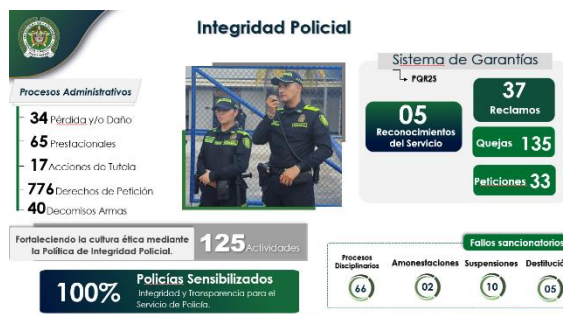 Integridad Policial
Procesos Administrativos
34 Pérdida y/o Daño
65 Prestacionales
17 Acciones de Tutela
776 Derechos de Petición
40 Decomisos Armas
Sistema de Garantías
PQR2S
05
Reconocimientos
del Servicio
37
Reclamos
Quejas 135
Peticiones 33
Fortaleciendo la cultura ética mediante
la Política de Integridad Policial.
125 Actividades
100%
Policías Sensibilizados
Integridad y Transparencia para el
Servicio de Policía.
Fallos sancionatorios
Procesos
Disciplinarios
66
Amonestaciones
02
Suspensiones
10
Destitució
05